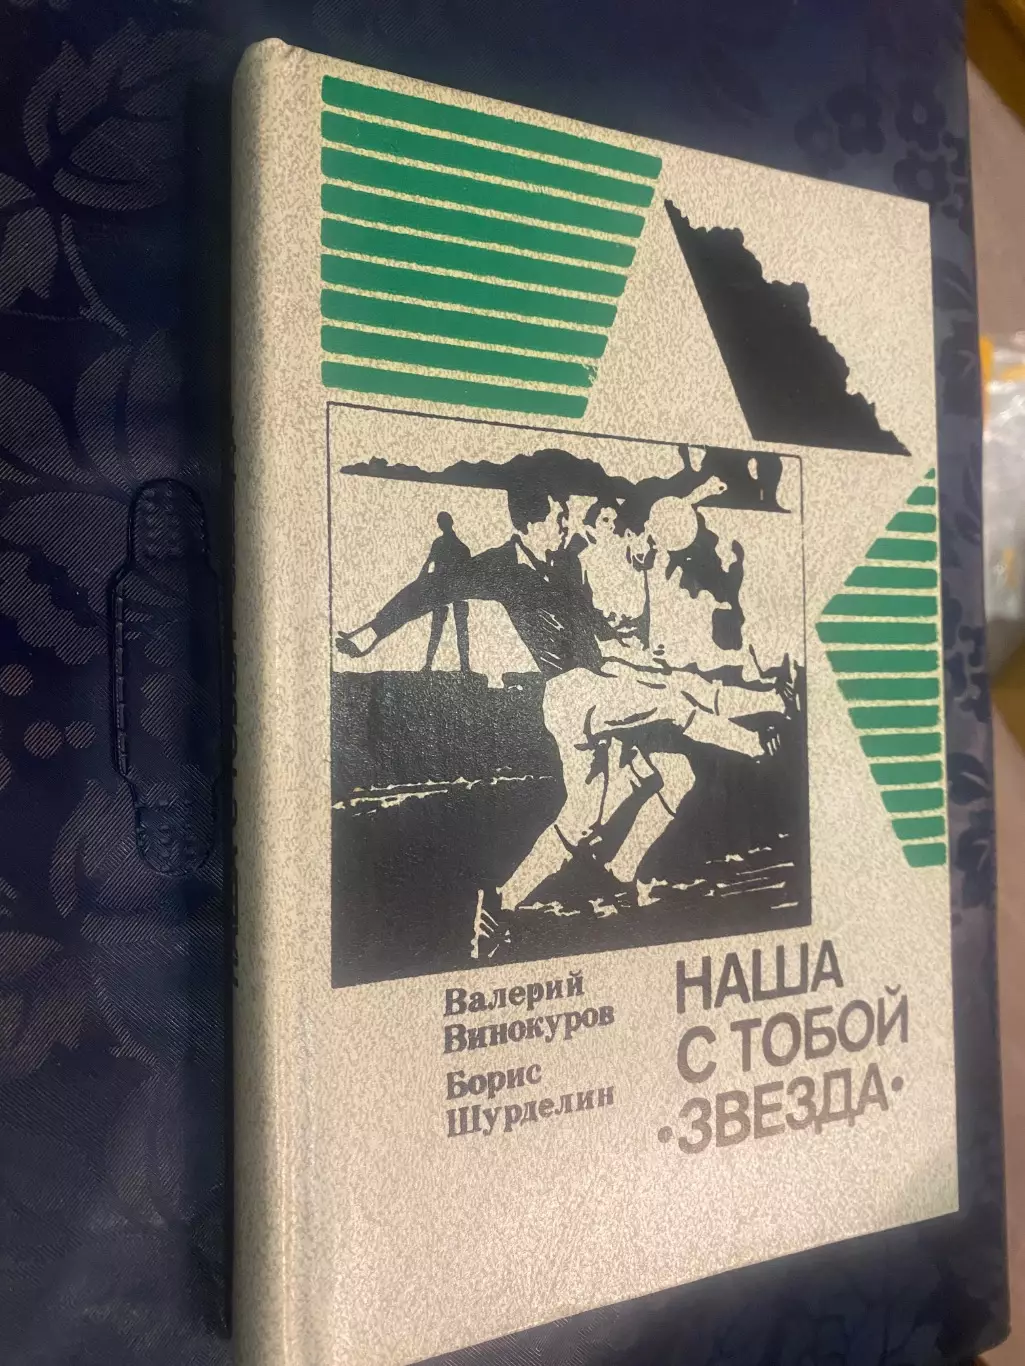 Валерий
Винокуров
Борис
Шурделин
НАША
С ТОБОЙ
•ЗВЕЗДА•